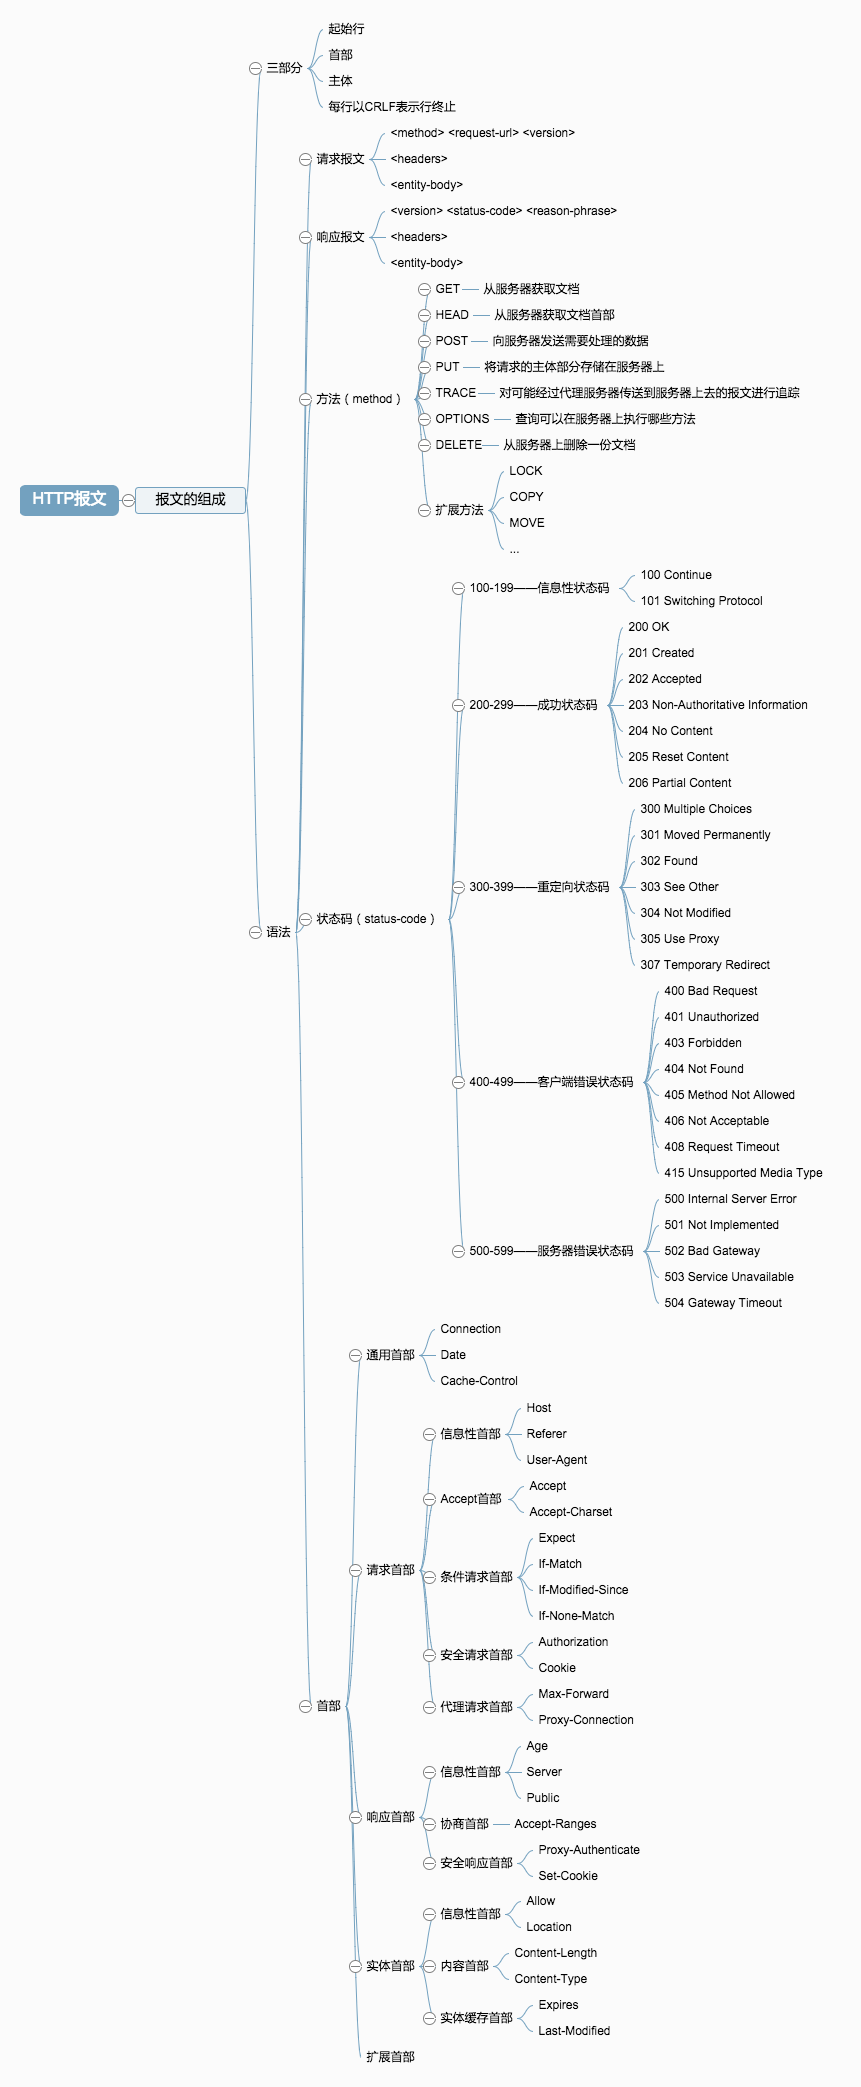 HTTP报文
报文的组成
三部分
起始行
首部
主体
每行以CRLF表示行终止
语法
请求报文
<method> <request-url> <version>
<headers>
<entity-body>
响应报文
<version> <status-code> <reason-phrase>
<headers>
<entity-body>
方法（method）
GET
从服务器获取文档
HEAD
从服务器获取文档首部
POST
向服务器发送需要处理的数据
PUT
将请求的主体部分存储在服务器上
TRACE
对可能经过代理服务器传送到服务器上去的报文进行追踪
OPTIONS
查询可以在服务器上执行哪些方法
DELETE
从服务器上删除一份文档
扩展方法
LOCK
COPY
MOVE
...
状态码（status-code）
100-199——信息性状态码
100 Continue
101 Switching Protocol
200-299——成功状态码
200 OK
201 Created
202 Accepted
203 Non-Authoritative Information
204 No Content
205 Reset Content
206 Partial Content
300-399——重定向状态码
300 Multiple Choices
301 Moved Permanently
302 Found
303 See Other
304 Not Modified
305 Use Proxy
307 Temporary Redirect
400-499——客户端错误状态码
400 Bad Request
401 Unauthorized
403 Forbidden
404 Not Found
405 Method Not Allowed
406 Not Acceptable
408 Request Timeout
415 Unsupported Media Type
500-599——服务器错误状态码
500 Internal Server Error
501 Not Implemented
502 Bad Gateway
503 Service Unavailable
504 Gateway Timeout
首部
通用首部
Connection
Date
Cache-Control
请求首部
信息性首部
Host
Referer
User-Agent
Accept首部
Accept
Accept-Charset
条件请求首部
Expect
If-Match
If-Modified-Since
If-None-Match
安全请求首部
Authorization
Cookie
代理请求首部
Max-Forward
Proxy-Connection
响应首部
信息性首部
Age
Server
Public
协商首部
Accept-Ranges
安全响应首部
Proxy-Authenticate
Set-Cookie
实体首部
信息性首部
Allow
Location
内容首部
Content-Length
Content-Type
实体缓存首部
Expires
Last-Modified
扩展首部